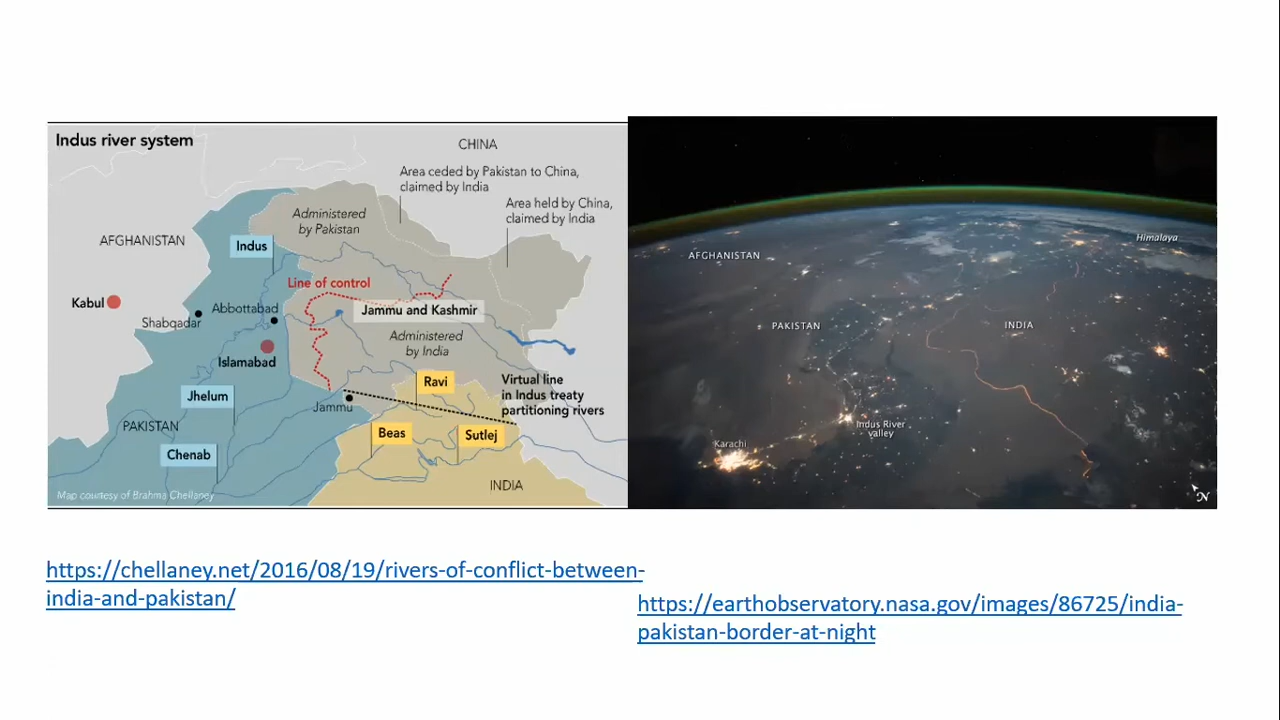 Indus river system
CHINA
Area ceded by Pakistan to China,
claimed by India
Area held by China,
claimed by India
Administered
by Pakistan
AFGHANISTAN
Indus
Line of control
Kabul
Abbottabad
Shabqadar
Jammu and Kashmir
Administered
by India
Islamabad
Ravi
Virtual line
in Indus treaty
partitioning rivers
Jhelum
Jammu
PAKISTAN
Beas
Sutlej
Chenab
INDIA
Map courtesy of Brahma Chellaney
Himalaya
AFGHANISTAN
PAKISTAN
INDIA
Indus River
valley
Karachi
N
https://chellaney.net/2016/08/19/rivers-of-conflict-between-
india-and-pakistan/
https://earthobservatory.nasa.gov/images/86725/india-
pakistan-border-at-night